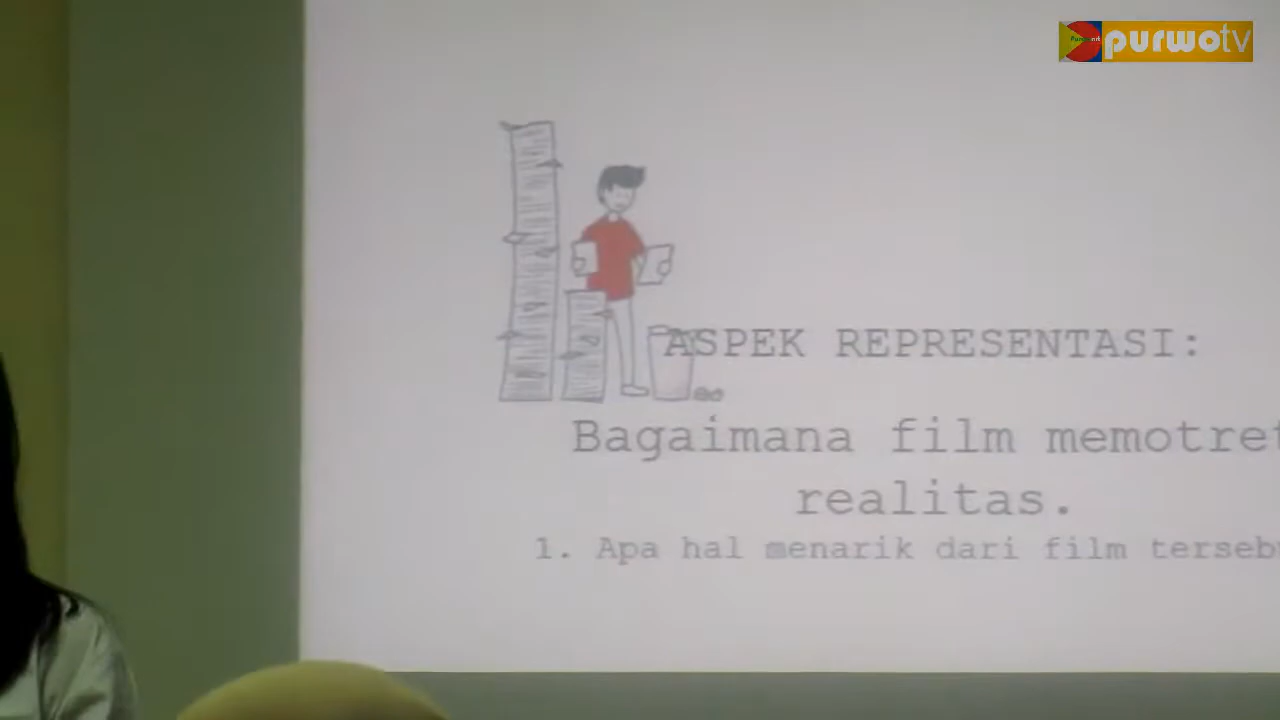 purwotv
ASPEK REPRESENTASI:
Bagaimana film memotret
realitas.
1. Apa hal menarik dari film